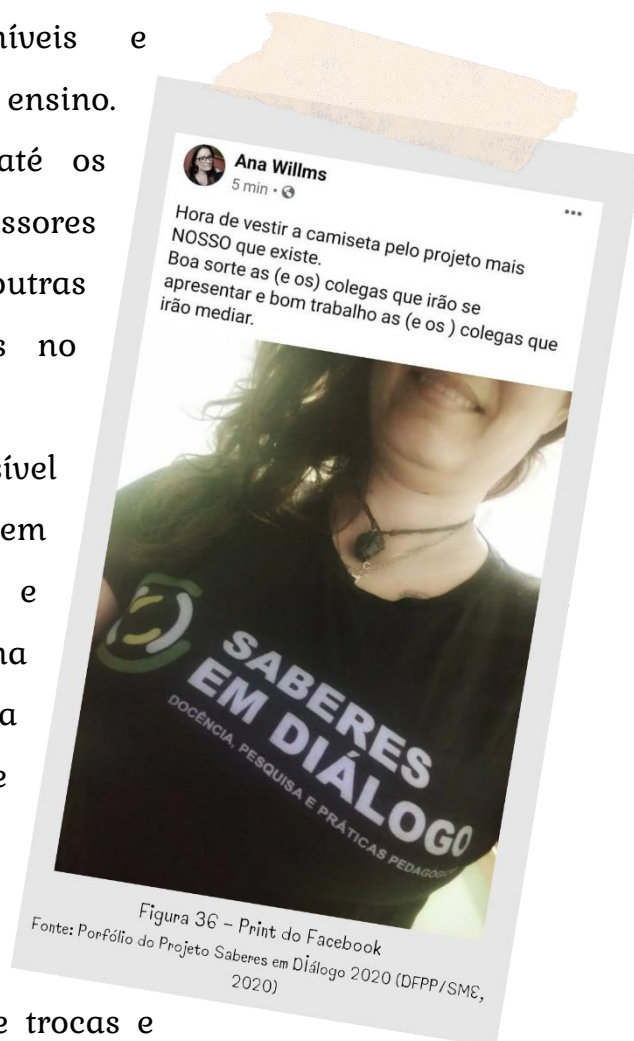 níveis e
ensino.
até os
ssores
outras
s no
sível
em
e
na
a
e
e trocas e
Ana Willms
5 min
Hora de vestir a camiseta pelo projeto mais
NOSSO que existe.
Boa sorte as (e os) colegas que irão se
apresentar e bom trabalho as (e os ) colegas que
irão mediar.
SABERES
EM DIÁLOGO
DOCÊNCIA, PESQUISA E PRÁTICAS
Figura 36 – Print do Facebook
Fonte: Porfólio do Projeto Saberes em Diálogo 2020 (DFPP/SME,
2020)